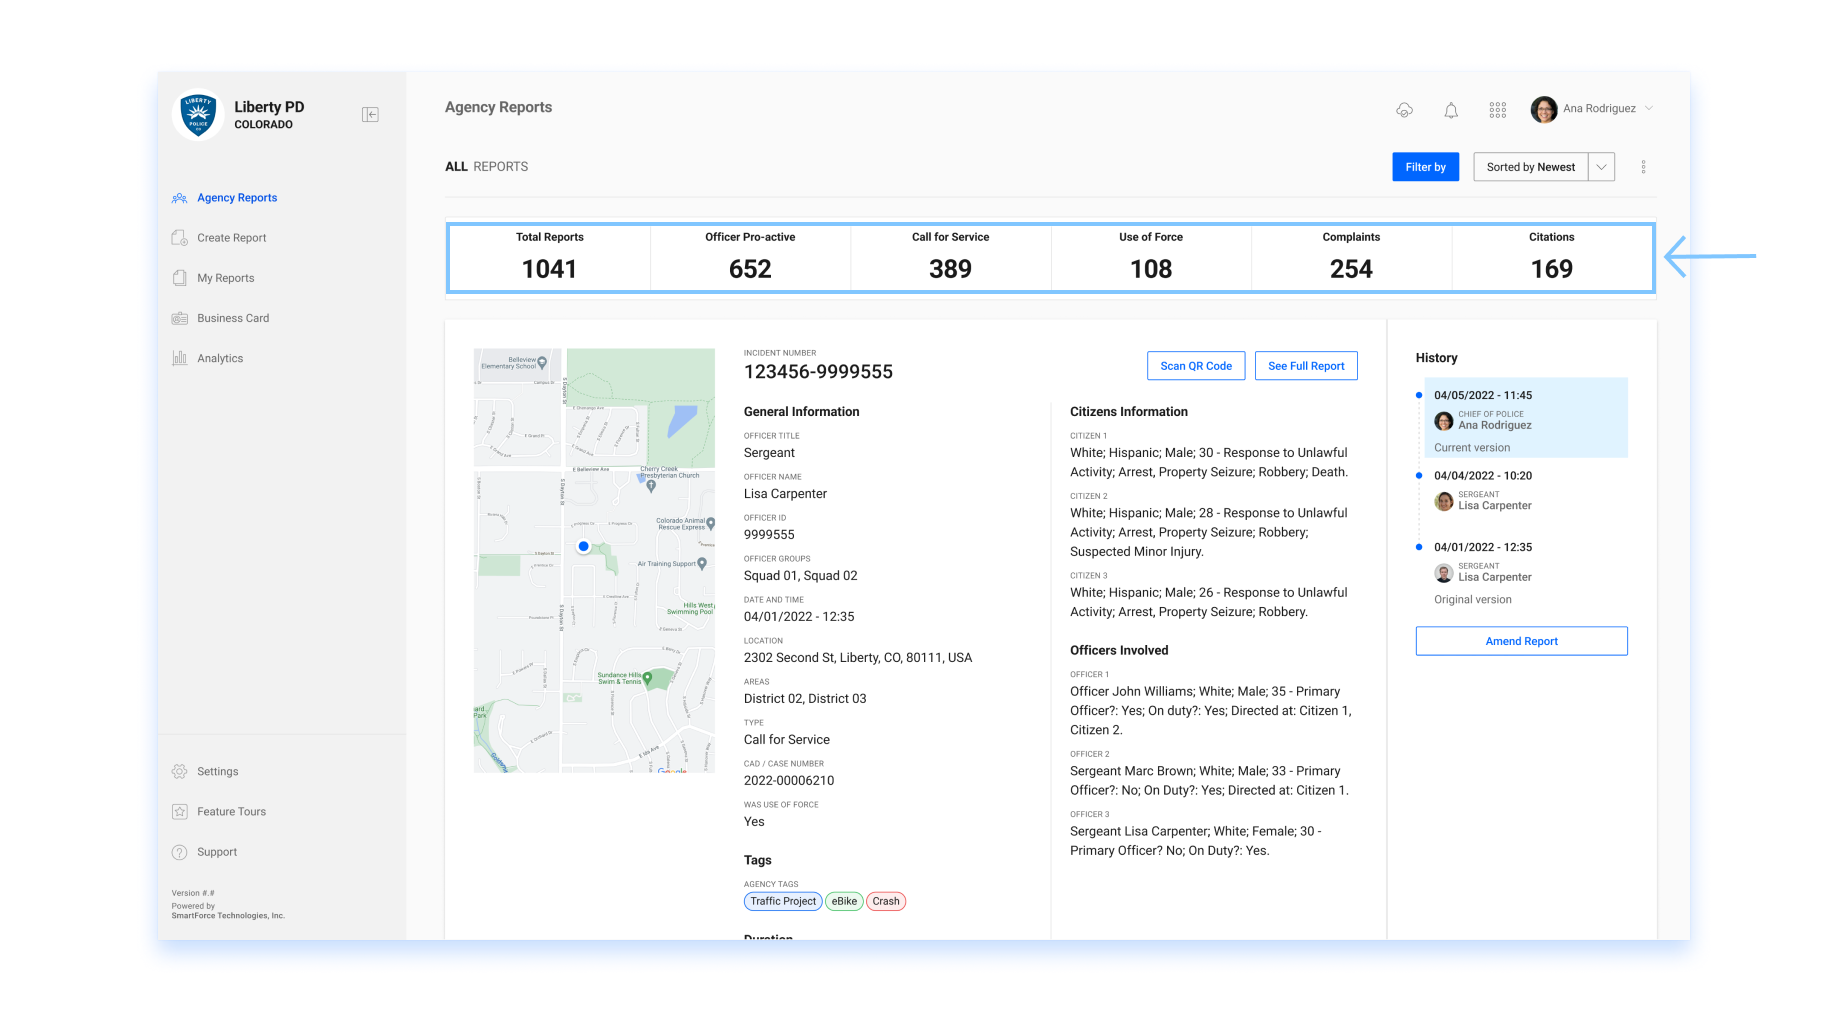 LIBERTY
POLICE
Liberty PD
COLORADO
Agency Reports
Create Report
My Reports
Business Card
Analytics
Settings
Feature Tours
Support
Version #.#
Powered by
SmartForce Technologies, Inc.
Agency Reports
Ana Rodriguez
ALL REPORTS
Filter by
Sorted by Newest
Total Reports
1041
Officer Pro-active
652
Call for Service
389
Use of Force
108
Complaints
254
Citations
169
Belleview
Elementary School
E Belleview Ave
Cherry Creek
Presbyterian Church
Colorado Animal
Rescue Express
Air Training Support
Hills West
Swimming Pool
Sundance Hills
Swim & Tennis
Park
Google
INCIDENT NUMBER
123456-9999555
Scan QR Code
See Full Report
General Information
OFFICER TITLE
Sergeant
OFFICER NAME
Lisa Carpenter
OFFICER ID
9999555
OFFICER GROUPS
Squad 01, Squad 02
DATE AND TIME
04/01/2022 - 12:35
LOCATION
2302 Second St, Liberty, CO, 80111, USA
AREAS
District 02, District 03
TYPE
Call for Service
CAD / CASE NUMBER
2022-00006210
WAS USE OF FORCE
Yes
Tags
AGENCY TAGS
Traffic Project
eBike
Crash
Duration
Citizens Information
CITIZEN 1
White; Hispanic; Male; 30 - Response to Unlawful
Activity; Arrest, Property Seizure; Robbery; Death.
CITIZEN 2
White; Hispanic; Male; 28 - Response to Unlawful
Activity; Arrest, Property Seizure; Robbery;
Suspected Minor Injury.
CITIZEN 3
White; Hispanic; Male; 26 - Response to Unlawful
Activity; Arrest, Property Seizure; Robbery.
Officers Involved
OFFICER 1
Officer John Williams; White; Male; 35 - Primary
Officer?: Yes; On duty?: Yes; Directed at: Citizen 1,
Citizen 2.
OFFICER 2
Sergeant Marc Brown; White; Male; 33 - Primary
Officer?: No; On Duty?: Yes; Directed at: Citizen 1.
OFFICER 3
Sergeant Lisa Carpenter; White; Female; 30 -
Primary Officer? No; On Duty?: Yes.
History
04/05/2022 - 11:45
CHIEF OF POLICE
Ana Rodriguez
Current version
04/04/2022 - 10:20
SERGEANT
Lisa Carpenter
04/01/2022 - 12:35
SERGEANT
Lisa Carpenter
Original version
Amend Report